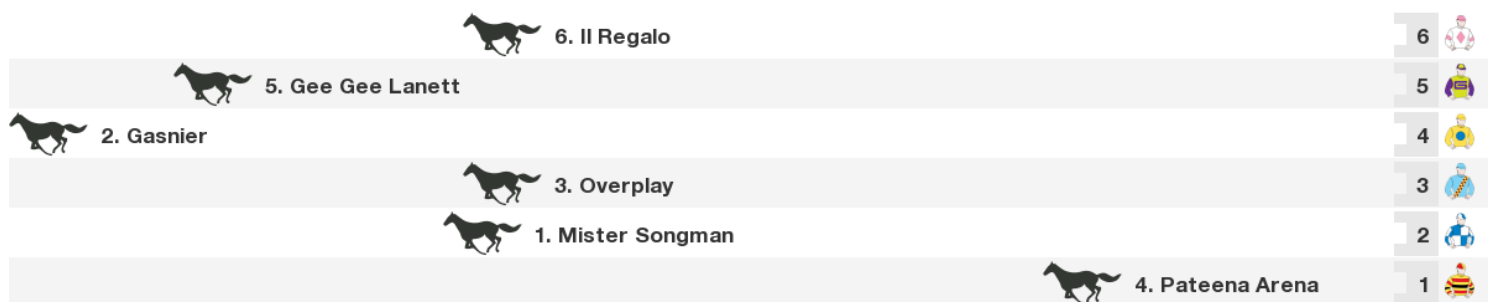 6. Il Regalo 6
5. Gee Gee Lanett 5
2. Gasnier 4
3. Overplay 3
1. Mister Songman 2
4. Pateena Arena 1